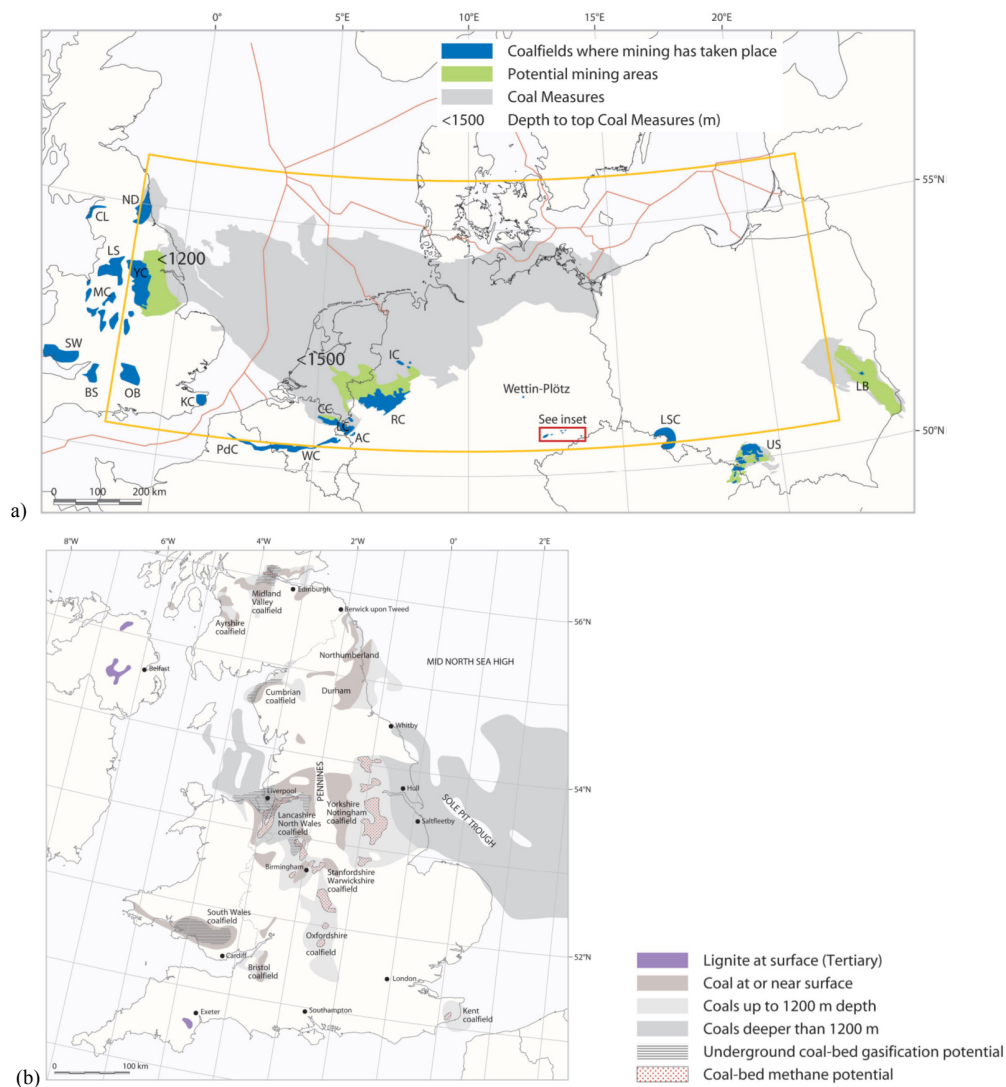 0°
5°E
10°E
15°E
20°E
Coalfields where mining has taken place
Potential mining areas
Coal Measures
<1500 Depth to top Coal Measures (m)
55°N
ND
CL
LS
<1200
YC
MC
SW
<1500
IC
BS
OB
KC
Wettin-Plötz
LB
CC
RC
See inset
LSC
LC
AC
US
50°N
PdC
WC
0 100 200 km
a)
8°W
6°W
4°W
2°W
0°
2°E
Midland
Valley
coalfield
Edinburgh
Berwick upon Tweed
Ayrshire
coalfield
56°N
Northumberland
MID NORTH SEA HIGH
Belfast
Cumbrian
coalfield
Durham
Whitby
54°N
Liverpool
PENNINES
Hull
Lancashire
North Wales
coalfield
Yorkshire
Notingham
coalfield
SOLE PIT TROUGH
Saltfleetby
Birmingham
Stanfordshire
Warwickshire
coalfield
South Wales
coalfield
Oxfordshire
coalfield
52°N
Cardiff
Bristol
coalfield
London
Exeter
Southampton
Kent
coalfield
0 100 km
(b)
Lignite at surface (Tertiary)
Coal at or near surface
Coals up to 1200 m depth
Coals deeper than 1200 m
Underground coal-bed gasification potential
Coal-bed methane potential